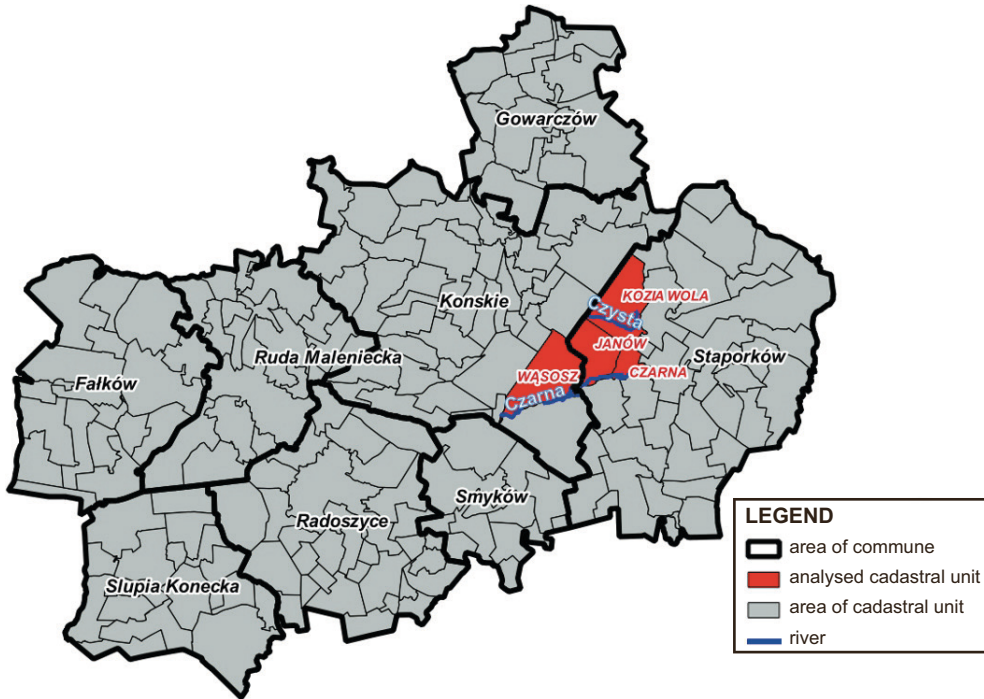 Gowarczów
Konskie
KOZIA WOLA
Czysta
JANÓW
Staporków
Ruda Maleniecka
Fałków
WĄSOSZ
CZARNA
Czarna
Smyków
Radoszyce
Slupia Konecka
LEGEND
area of commune
analysed cadastral unit
area of cadastral unit
river